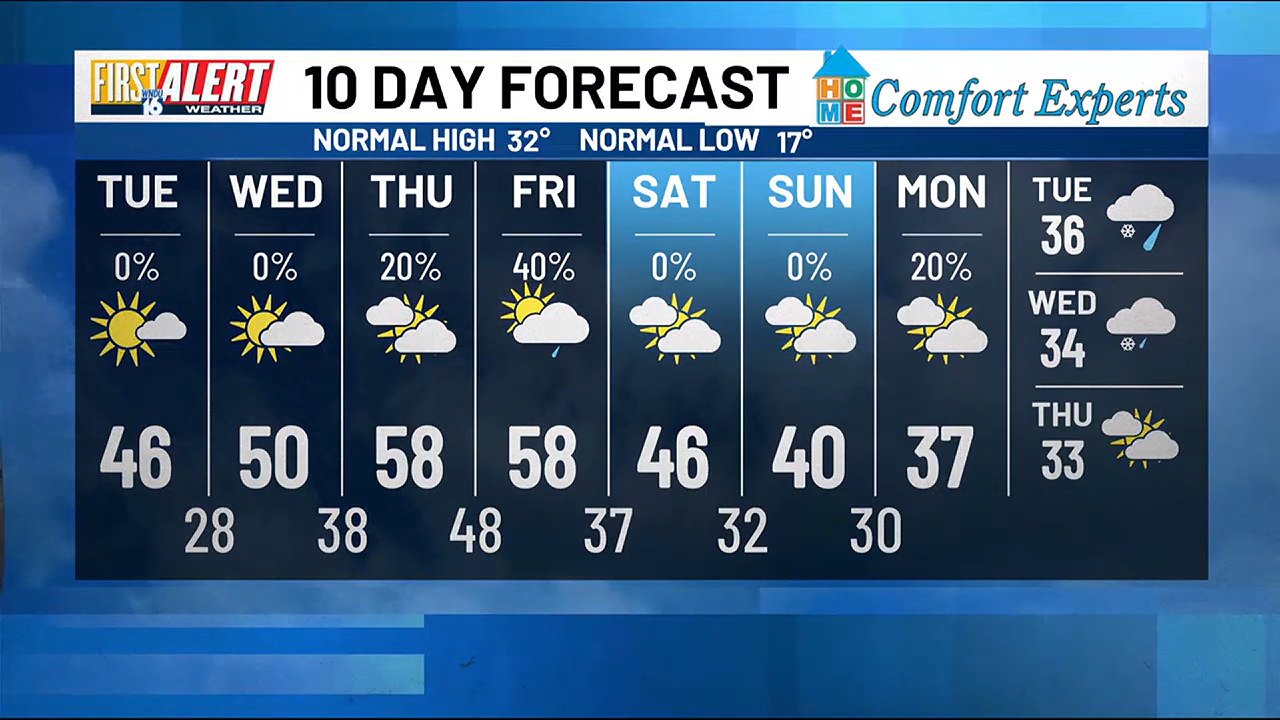 FIRST ALERT
WNDU
16
WEATHER
10 DAY FORECAST
HOME
Comfort Experts
NORMAL HIGH 32° NORMAL LOW 17°
TUE WED THU FRI SAT SUN MON
0% 0% 20% 40% 0% 0% 20%
46 50 58 58 46 40 37
28 38 48 37 32 30
TUE
36
WED
34
THU
33